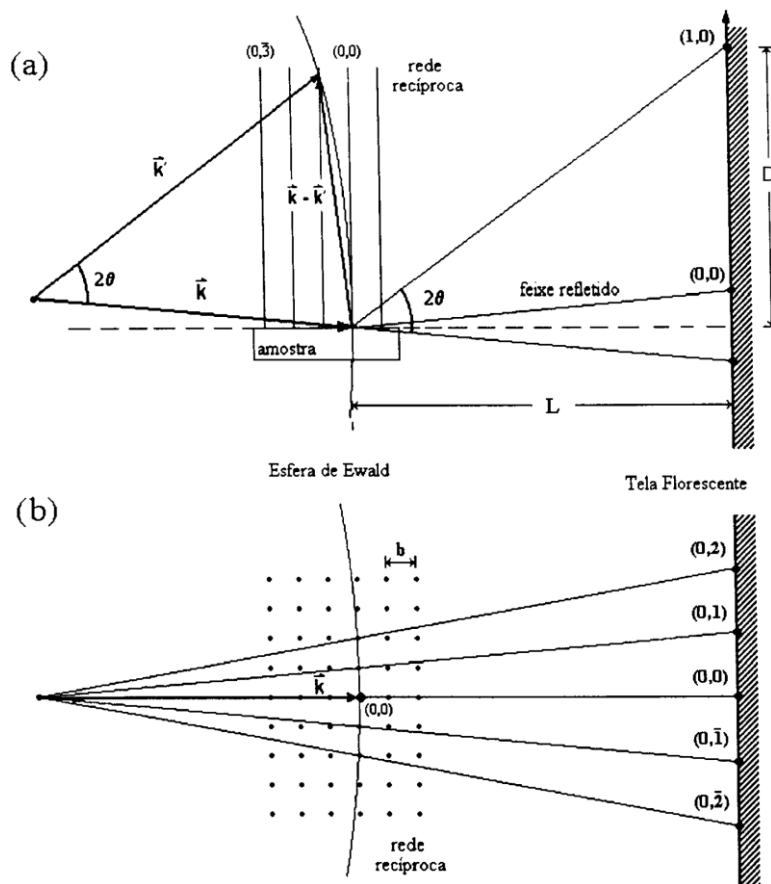 (a)
(0,3̄)
(0,0)
rede
recíproca
(1,0)
k⃗′
k⃗ - k⃗′
D
2θ
k⃗
(0,0)
feixe refletido
2θ
amostra
L
Esfera de Ewald
Tela Florescente
(b)
b
(0,2)
(0,1)
k⃗
(0,0)
(0,0)
(0,1̄)
(0,2̄)
rede
recíproca